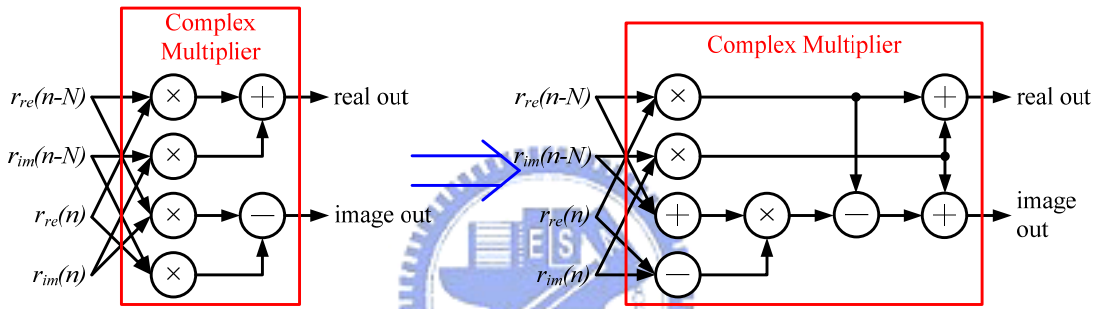 Complex
Multiplier
r_re(n-N)
r_im(n-N)
r_re(n)
r_im(n)
×
×
×
×
+
−
real out
image out
Complex Multiplier
r_re(n-N)
r_im(n-N)
r_re(n)
r_im(n)
×
×
+
−
×
−
+
+
real out
image
out
ES